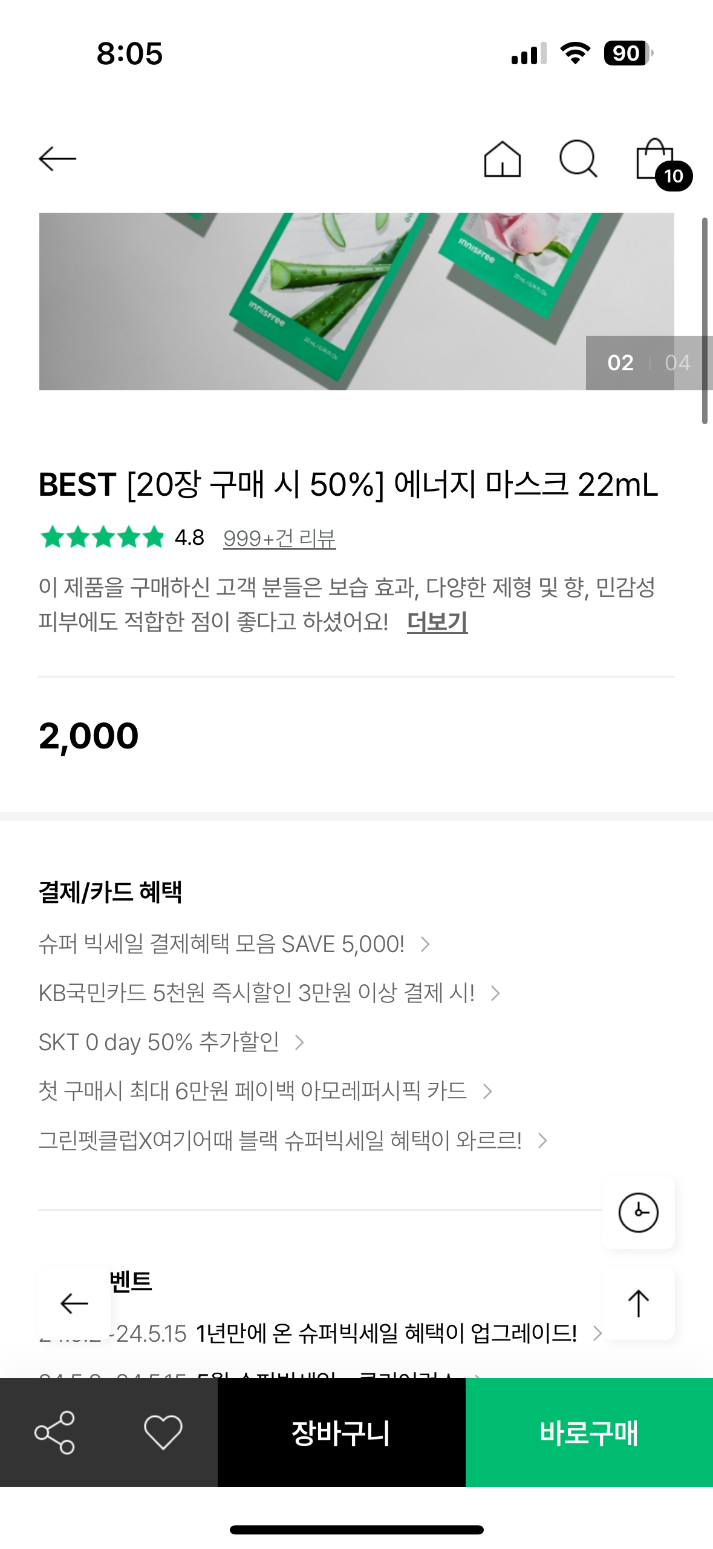 8:05
90
10
innisfree
innisfree
02 04
BEST [20장 구매 시 50%] 에너지 마스크 22mL
4.8 999+건 리뷰
이 제품을 구매하신 고객 분들은 보습 효과, 다양한 제형 및 향, 민감성
피부에도 적합한 점이 좋다고 하셨어요! 더보기
2,000
결제/카드 혜택
슈퍼 빅세일 결제혜택 모음 SAVE 5,000!
KB국민카드 5천원 즉시할인 3만원 이상 결제 시!
SKT 0 day 50% 추가할인
첫 구매시 최대 6만원 페이백 아모레퍼시픽 카드
그린펫클럽X여기어때 블랙 슈퍼빅세일 혜택이 와르르!
벤트
~24.5.15 1년만에 온 슈퍼빅세일 혜택이 업그레이드!
장바구니
바로구매